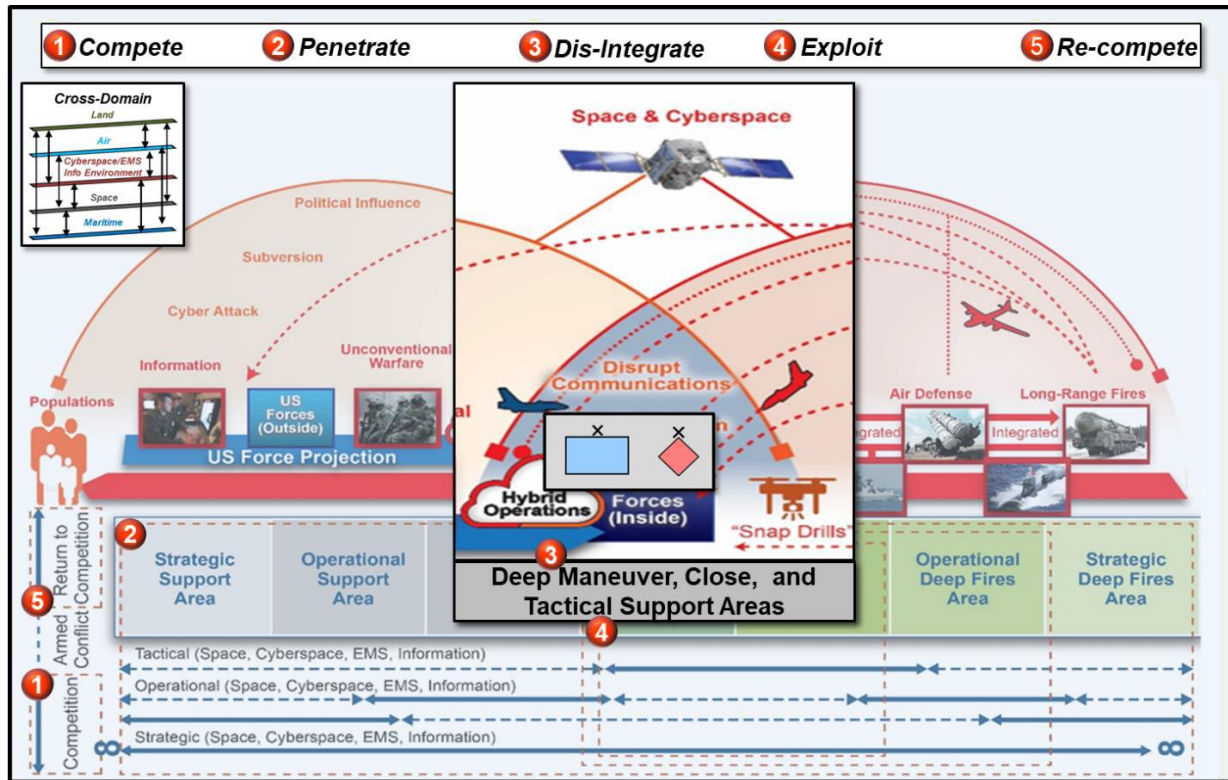 1 Compete
2 Penetrate
3 Dis-Integrate
4 Exploit
5 Re-compete
Cross-Domain
Land
Air
Cyberspace/EMS
Info Environment
Space
Maritime
Political Influence
Subversion
Cyber Attack
Information
Unconventional
Warfare
Populations
US
Forces
(Outside)
US Force Projection
Space & Cyberspace
Disrupt
Communications
Hybrid
Operations
Forces
(Inside)
"Snap Drills"
3
Deep Maneuver, Close, and
Tactical Support Areas
Air Defense
Long-Range Fires
Integrated
5
Return to
Competition
Armed
Conflict
1
Competition
2
Strategic
Support
Area
Operational
Support
Area
4
Operational
Deep Fires
Area
Strategic
Deep Fires
Area
Tactical (Space, Cyberspace, EMS, Information)
Operational (Space, Cyberspace, EMS, Information)
Strategic (Space, Cyberspace, EMS, Information)
∞
∞